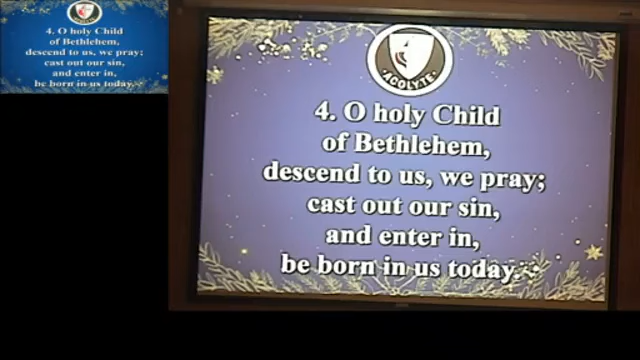 ACOLYTE
4. O holy Child
of Bethlehem,
descend to us, we pray;
cast out our sin,
and enter in,
be born in us today.
4. O holy Child
of Bethlehem,
descend to us, we pray;
cast out our sin,
and enter in,
be born in us today.